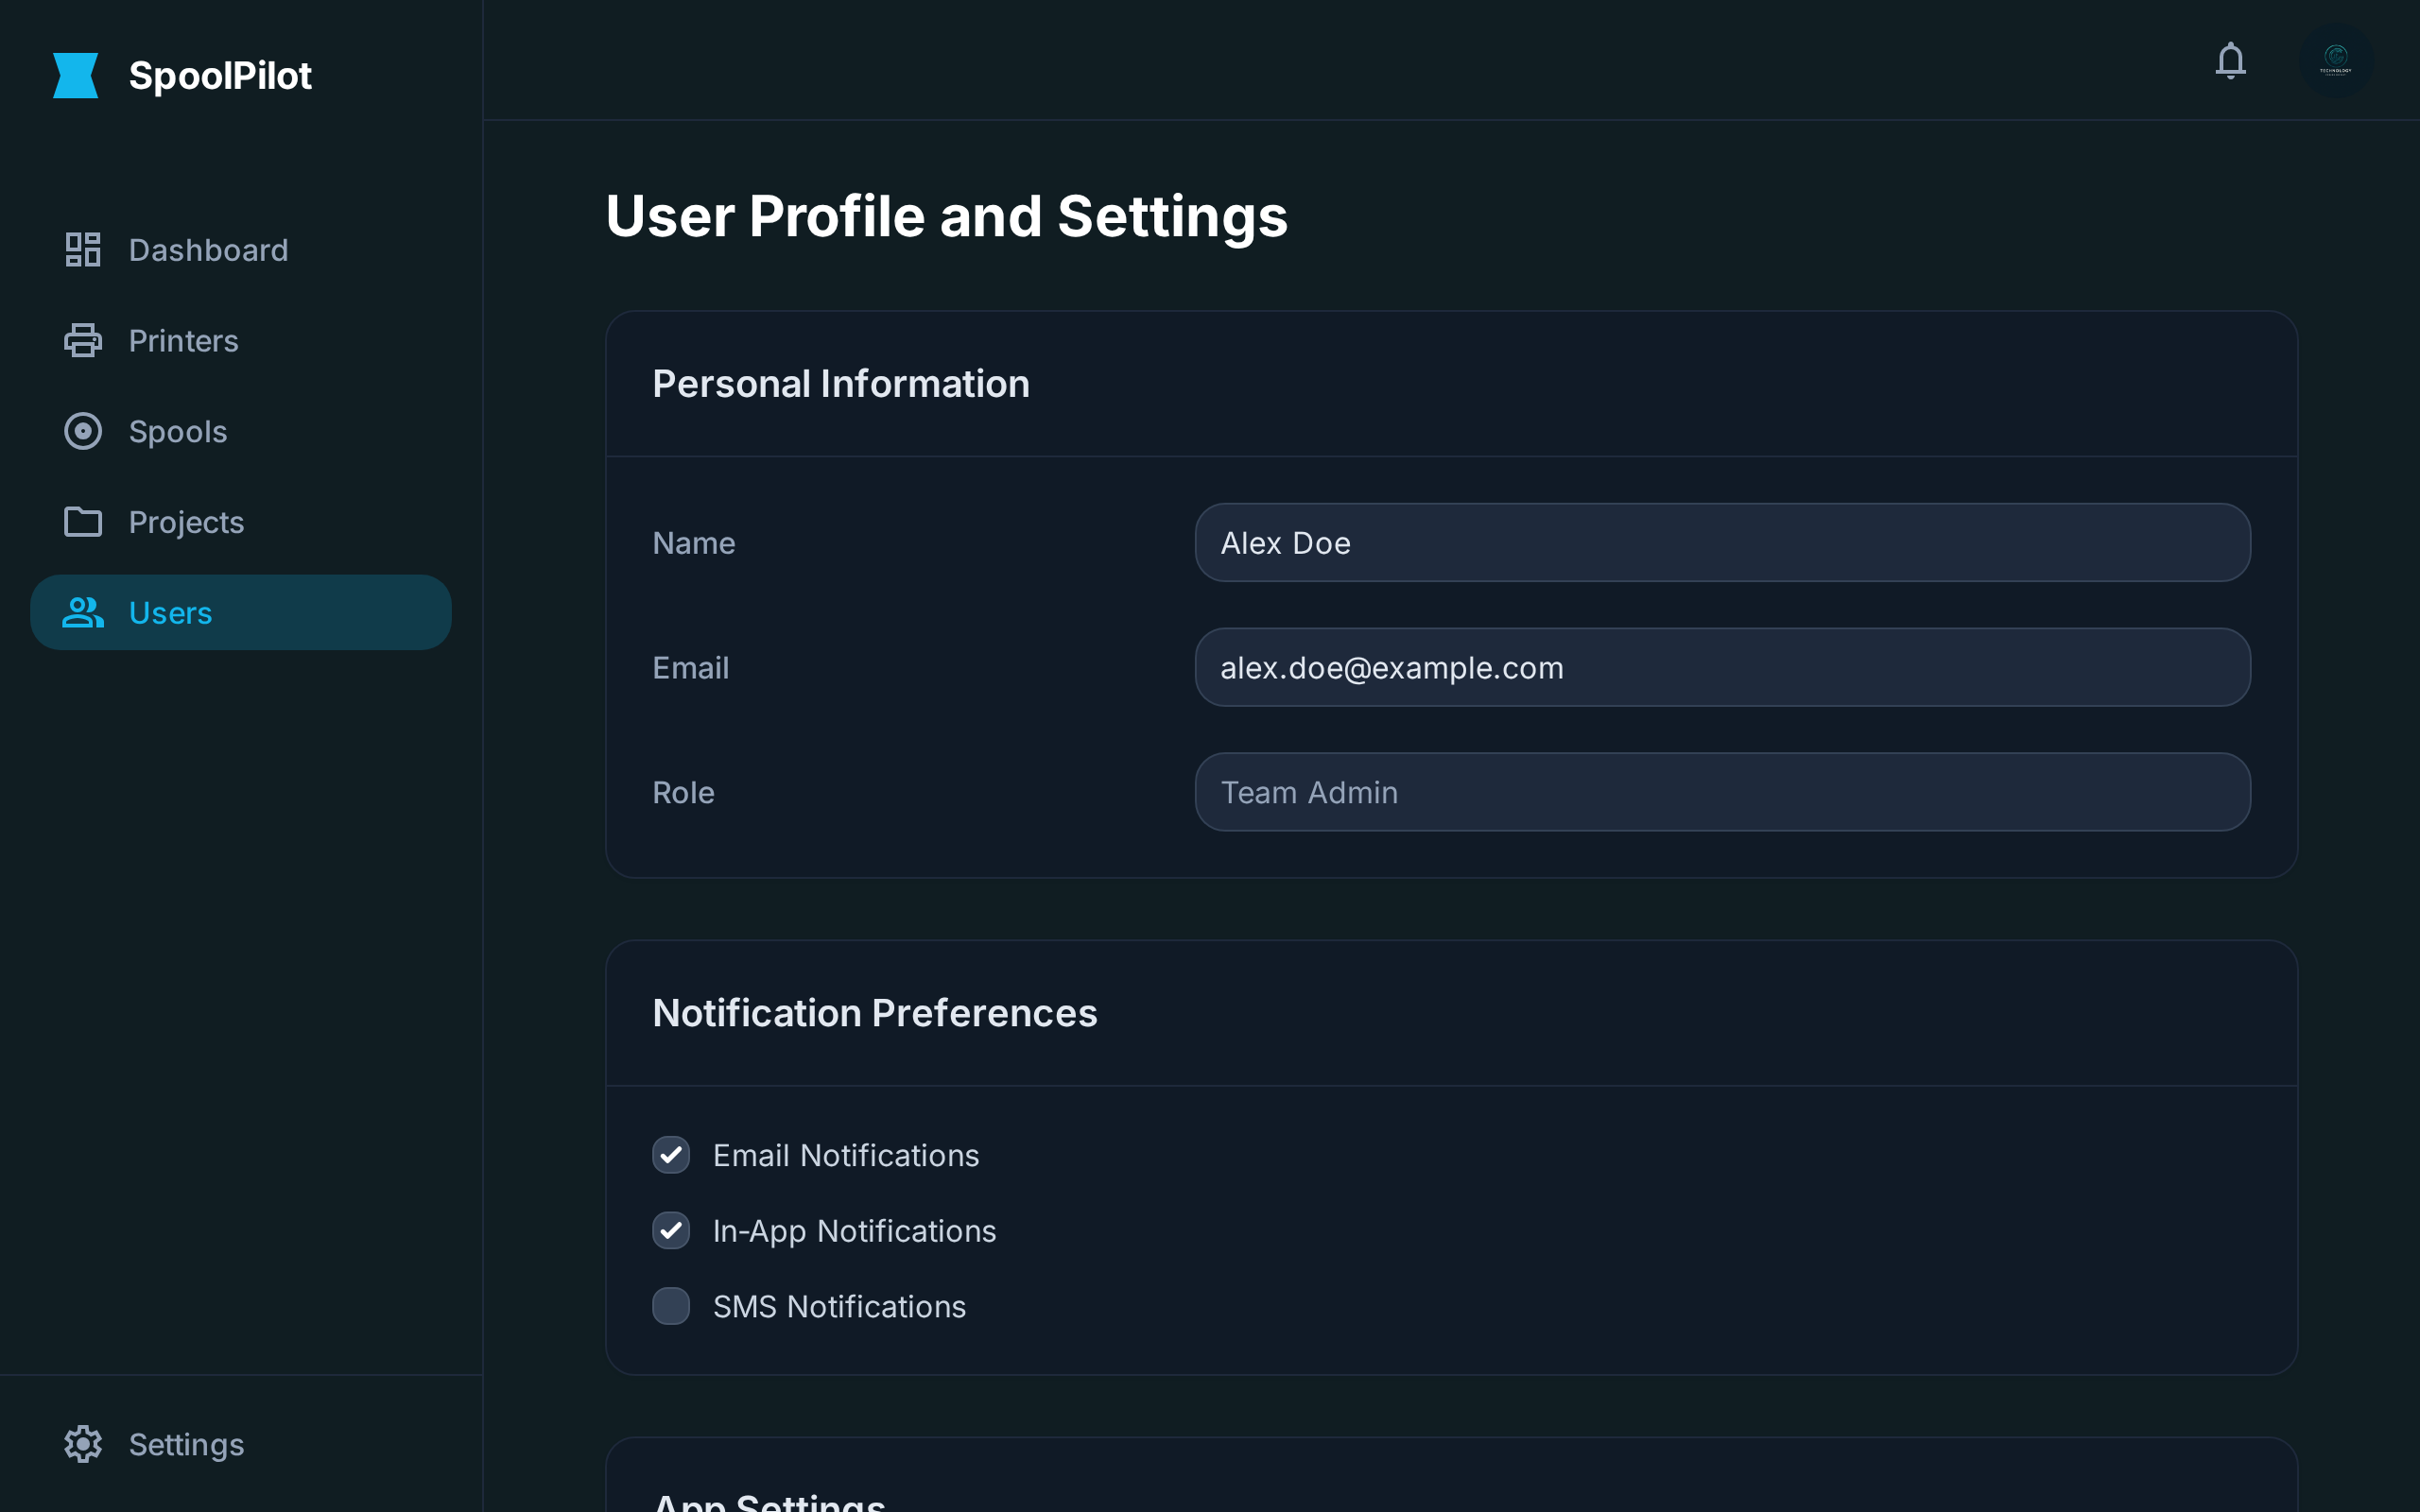 SpoolPilot
Dashboard
Printers
Spools
Projects
Users
Settings
TECHNOLOGY
User Profile and Settings
Personal Information
Name
Alex Doe
Email
alex.doe@example.com
Role
Team Admin
Notification Preferences
Email Notifications
In-App Notifications
SMS Notifications
App Settings